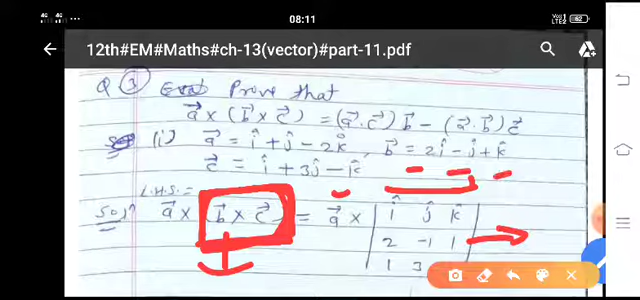 08:11
12th#EM#Maths#ch-13(vector)#part-11.pdf
Q ③ Prove that
a⃗ × (b⃗ × c⃗) = (a⃗ · c⃗) b⃗ − (a⃗ · b⃗) c⃗
(i) a⃗ = î + ĵ − 2k̂, b⃗ = 2î − ĵ + k̂
c⃗ = î + 3ĵ − k̂
L.H.S =
Solⁿ a⃗ × (b⃗ × c⃗) = a⃗ × | î ĵ k̂ |
2 -1 1
1 3